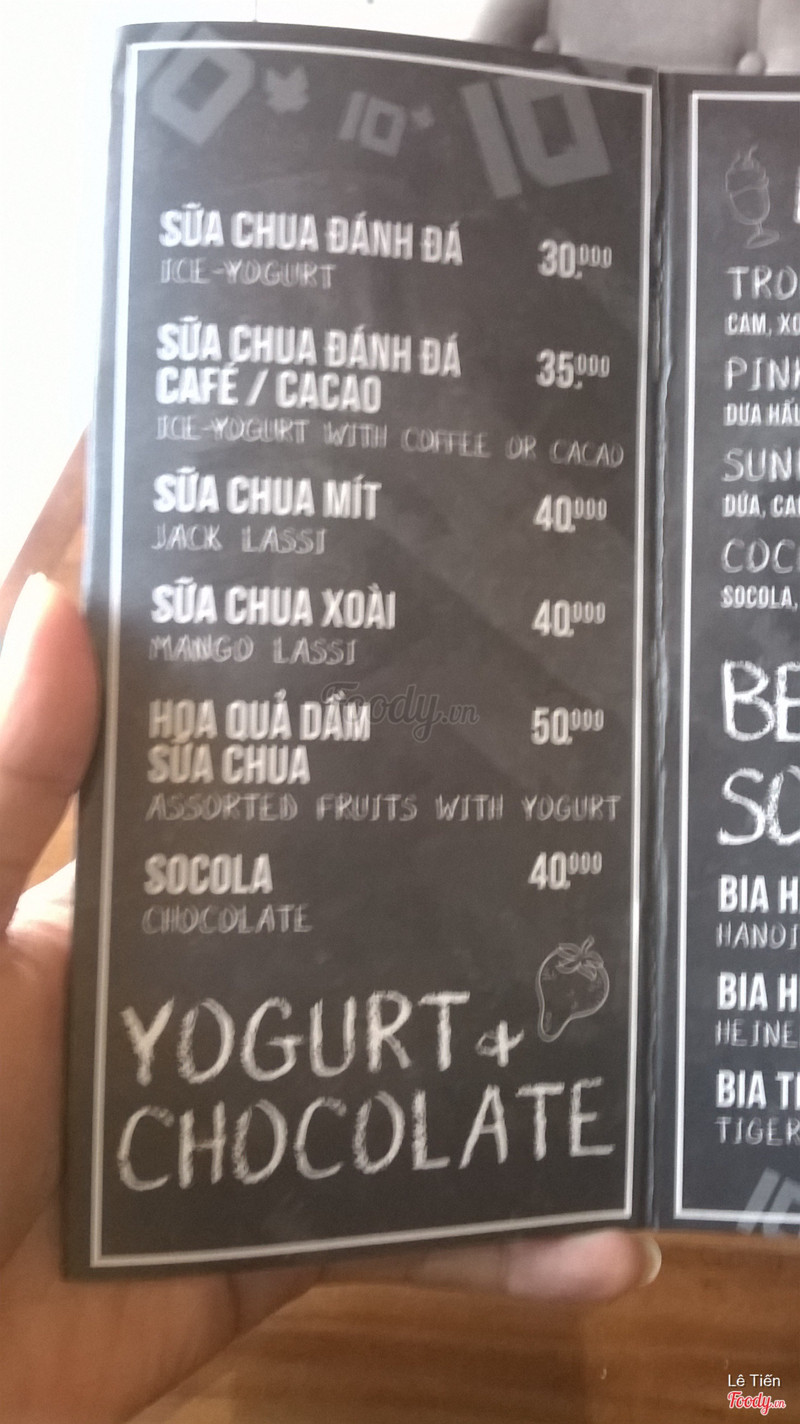 10
10
10
SỮA CHUA ĐÁNH ĐÁ 30.000
ICE-YOGURT
SỮA CHUA ĐÁNH ĐÁ
CAFÉ / CACAO 35.000
ICE-YOGURT WITH COFFEE OR CACAO
SỮA CHUA MÍT 40.000
JACK LASSI
SỮA CHUA XOÀI 40.000
MANGO LASSI
HOA QUẢ DẦM
SỮA CHUA 50.000
ASSORTED FRUITS WITH YOGURT
SOCOLA 40.000
CHOCOLATE
YOGURT &
CHOCOLATE
TRO
CAM, XO
PINK
DƯA HẤU
SUN
DỨA, CA
COC
SOCOLA,
BE
SO
BIA H
HANOI
BIA H
HEINE
BIA TI
TIGER
10
Foody.vn
Lê Tiến
Foody.vn